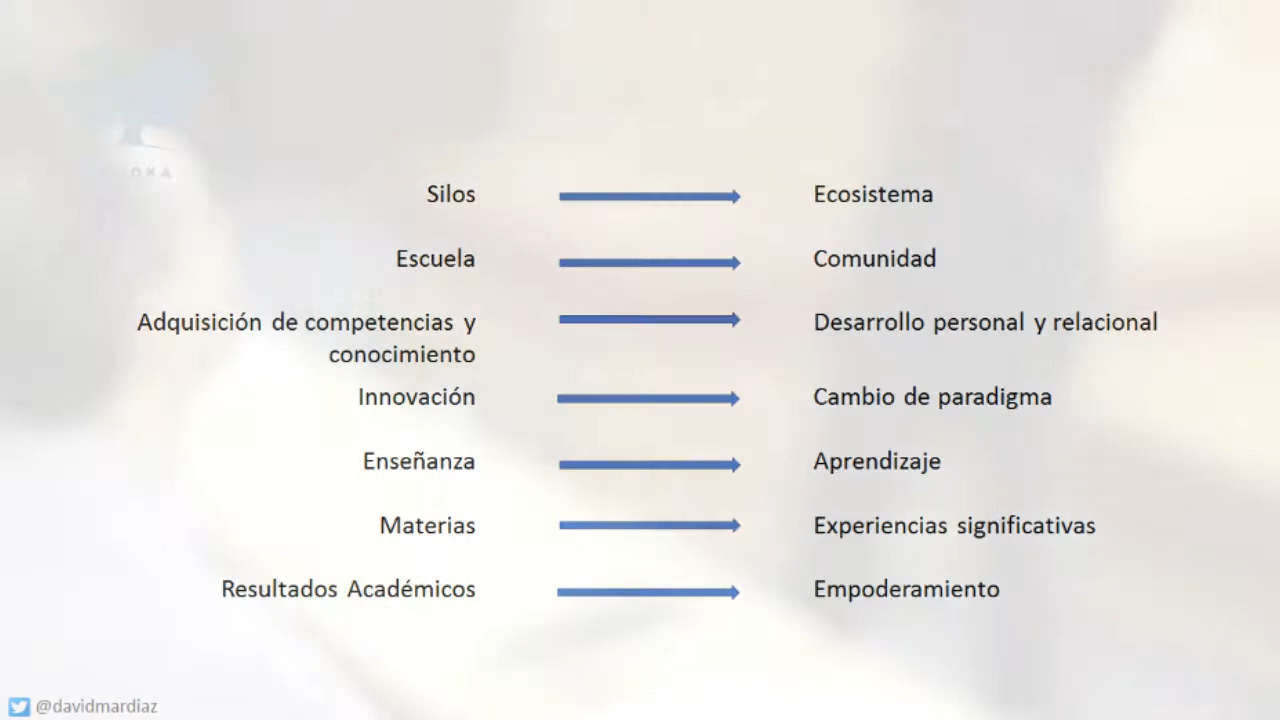 Silos Ecosistema
Escuela Comunidad
Adquisición de competencias y Desarrollo personal y relacional
conocimiento
Innovación Cambio de paradigma
Enseñanza Aprendizaje
Materias Experiencias significativas
Resultados Académicos Empoderamiento
@davidmardiaz